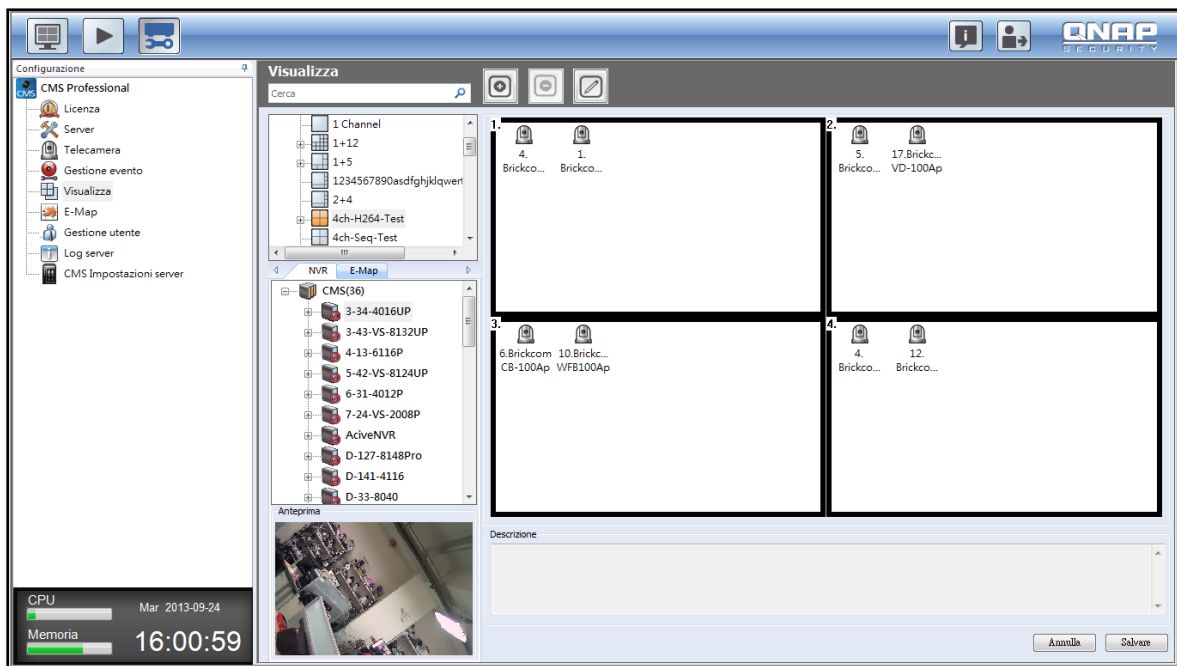 QNAP
SECURITY
Configurazione
CMS Professional
CMS
Licenza
Server
Telecamera
Gestione evento
Visualizza
E-Map
Gestione utente
Log server
CMS Impostazioni server
CPU
Mar 2013-09-24
Memoria
16:00:59
Visualizza
Cerca
1 Channel
1+12
1+5
1234567890asdfghjklqwert
2+4
4ch-H264-Test
4ch-Seq-Test
NVR E-Map
CMS(36)
3-34-4016UP
3-43-VS-8132UP
4-13-6116P
5-42-VS-8124UP
6-31-4012P
7-24-VS-2008P
AciveNVR
D-127-8148Pro
D-141-4116
D-33-8040
Anteprima
1.
4. 1.
Brickco... Brickco...
2.
5. 17.Brickc...
Brickco... VD-100Ap
3.
6.Brickcom 10.Brickc...
CB-100Ap WFB100Ap
4.
4. 12.
Brickco... Brickco...
Descrizione
Annulla Salvare